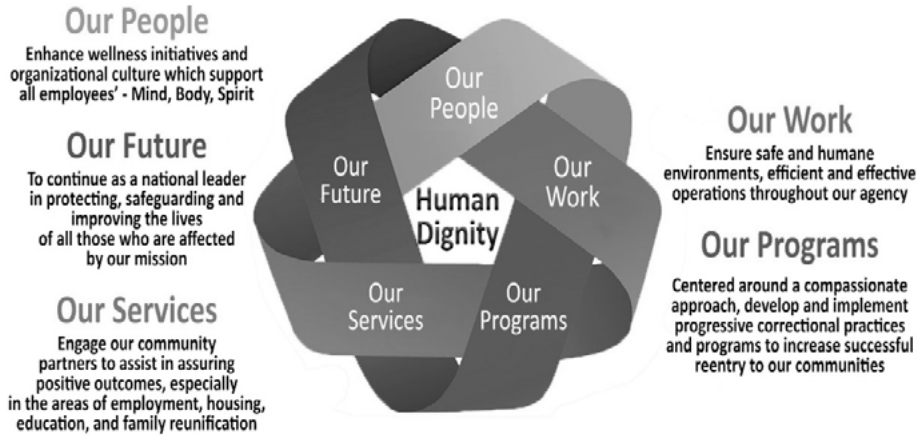 Our People
Enhance wellness initiatives and
organizational culture which support
all employees' - Mind, Body, Spirit
Our Future
To continue as a national leader
in protecting, safeguarding and
improving the lives
of all those who are affected
by our mission
Our Services
Engage our community
partners to assist in assuring
positive outcomes, especially
in the areas of employment, housing,
education, and family reunification
Our
People
Our
Future
Our
Work
Human
Dignity
Our
Services
Our
Programs
Our Work
Ensure safe and humane
environments, efficient and effective
operations throughout our agency
Our Programs
Centered around a compassionate
approach, develop and implement
progressive correctional practices
and programs to increase successful
reentry to our communities